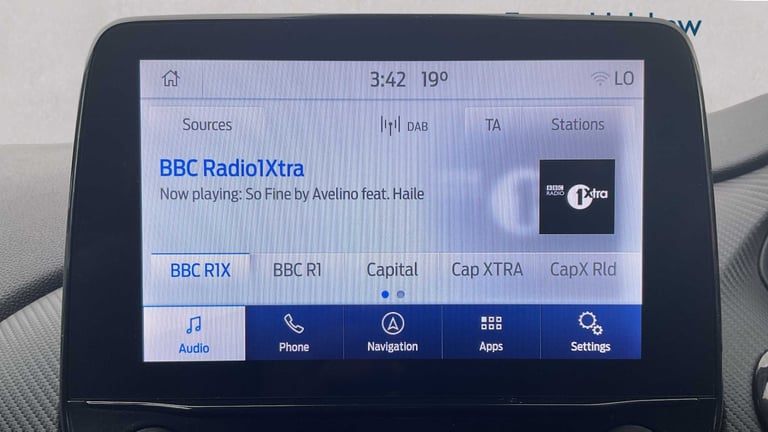 3:42 19° LO
Sources DAB TA Stations
BBC Radio1Xtra
Now playing: So Fine by Avelino feat. Haile
BBC RADIO 1Xtra
BBC R1X BBC R1 Capital Cap XTRA CapX Rld
Audio Phone Navigation Apps Settings